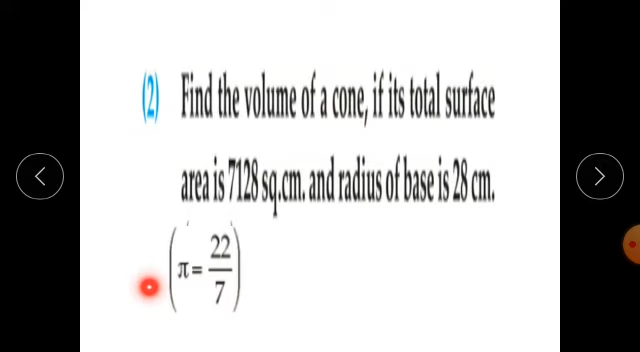 (2) Find the volume of a cone, if its total surface
area is 7128 sq.cm. and radius of base is 28 cm.
(π = 22/7)